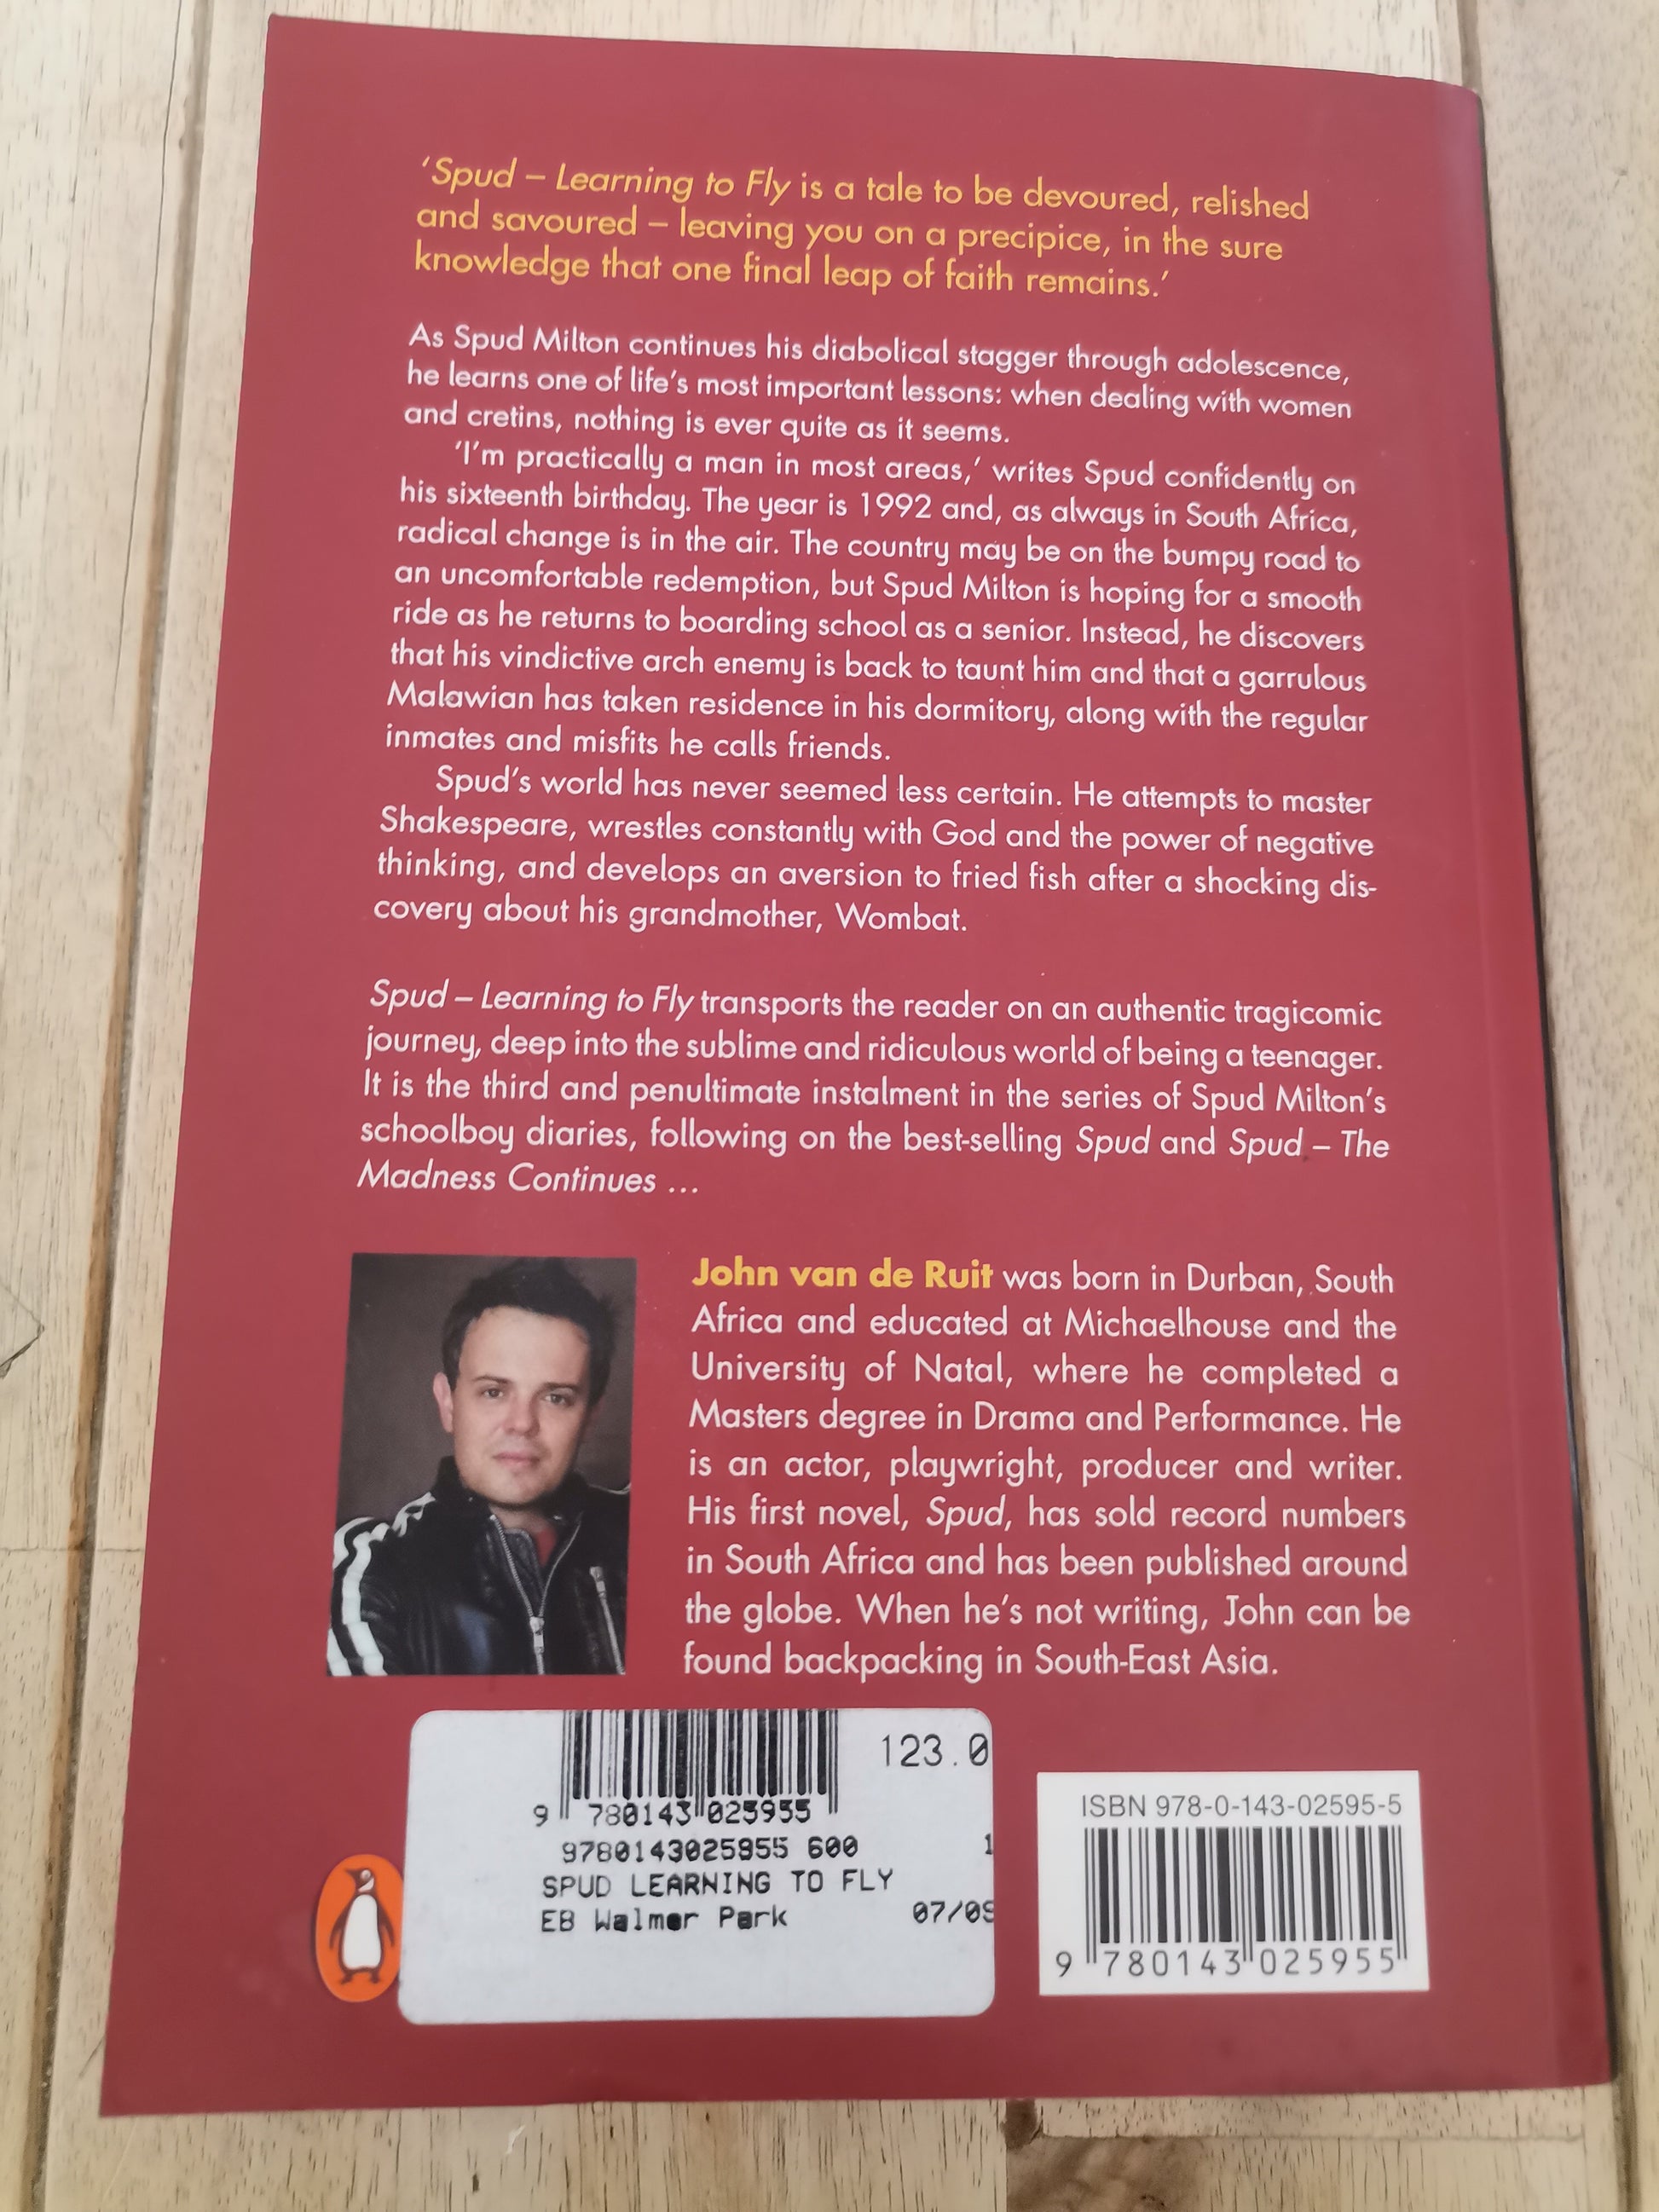 ‘Spud – Learning to Fly is a tale to be devoured, relished
and savoured – leaving you on a precipice, in the sure
knowledge that one final leap of faith remains.’
As Spud Milton continues his diabolical stagger through adolescence,
he learns one of life’s most important lessons: when dealing with women
and cretins, nothing is ever quite as it seems.
‘I’m practically a man in most areas,’ writes Spud confidently on
his sixteenth birthday. The year is 1992 and, as always in South Africa,
radical change is in the air. The country may be on the bumpy road to
an uncomfortable redemption, but Spud Milton is hoping for a smooth
ride as he returns to boarding school as a senior. Instead, he discovers
that his vindictive arch enemy is back to taunt him and that a garrulous
Malawian has taken residence in his dormitory, along with the regular
inmates and misfits he calls friends.
Spud’s world has never seemed less certain. He attempts to master
Shakespeare, wrestles constantly with God and the power of negative
thinking, and develops an aversion to fried fish after a shocking dis-
covery about his grandmother, Wombat.
Spud – Learning to Fly transports the reader on an authentic tragicomic
journey, deep into the sublime and ridiculous world of being a teenager.
It is the third and penultimate instalment in the series of Spud Milton’s
schoolboy diaries, following on the best-selling Spud and Spud – The
Madness Continues ...
John van de Ruit was born in Durban, South
Africa and educated at Michaelhouse and the
University of Natal, where he completed a
Masters degree in Drama and Performance. He
is an actor, playwright, producer and writer.
His first novel, Spud, has sold record numbers
in South Africa and has been published around
the globe. When he’s not writing, John can be
found backpacking in South-East Asia.
123.0
9 780143 025955
9780143025955 600 1
SPUD LEARNING TO FLY
EB Walmer Park 07/09
ISBN 978-0-143-02595-5
9 780143 025955